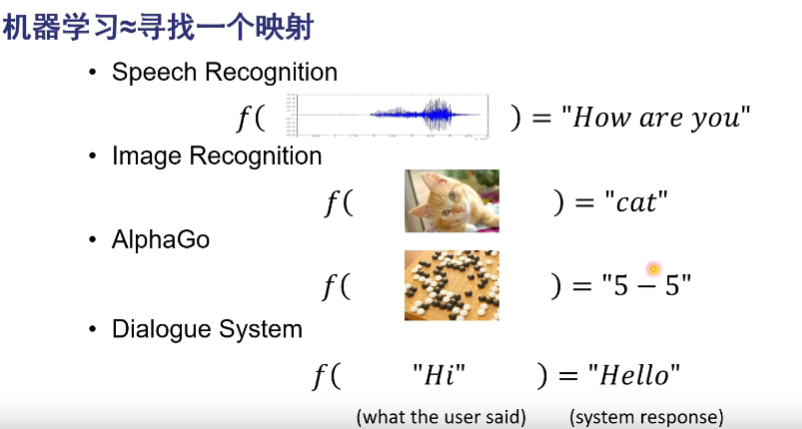 机器学习≈寻找一个映射
• Speech Recognition
f( ) = "How are you"
• Image Recognition
f( ) = "cat"
• AlphaGo
f( ) = "5 – 5"
• Dialogue System
f( "Hi" ) = "Hello"
(what the user said) (system response)